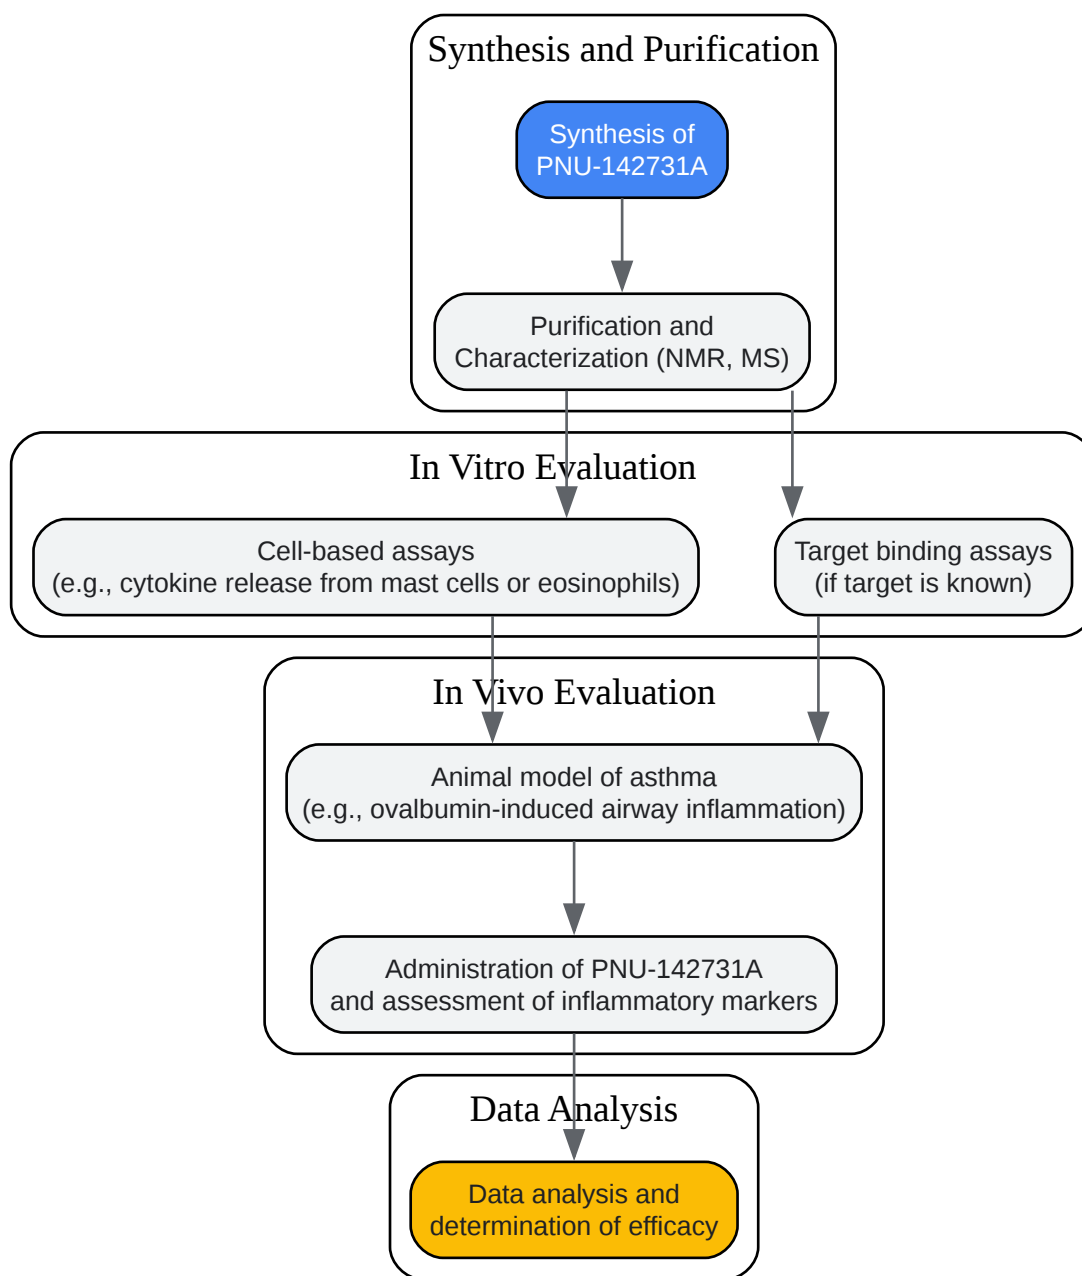 Synthesis and Purification
Synthesis of
PNU-142731A
Purification and
Characterization (NMR, MS)
In Vitro Evaluation
Cell-based assays
(e.g., cytokine release from mast cells or eosinophils)
Target binding assays
(if target is known)
In Vivo Evaluation
Animal model of asthma
(e.g., ovalbumin-induced airway inflammation)
Administration of PNU-142731A
and assessment of inflammatory markers
Data Analysis
Data analysis and
determination of efficacy